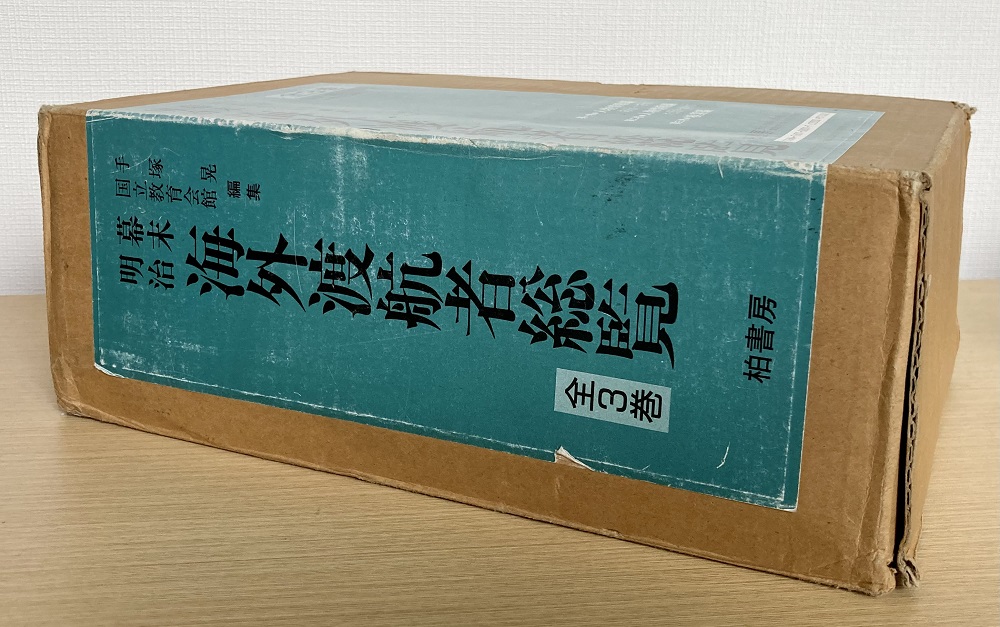 手塚晃
国立教育会館 編集
幕末
明治
海外渡航者総覧
全3巻
柏書房